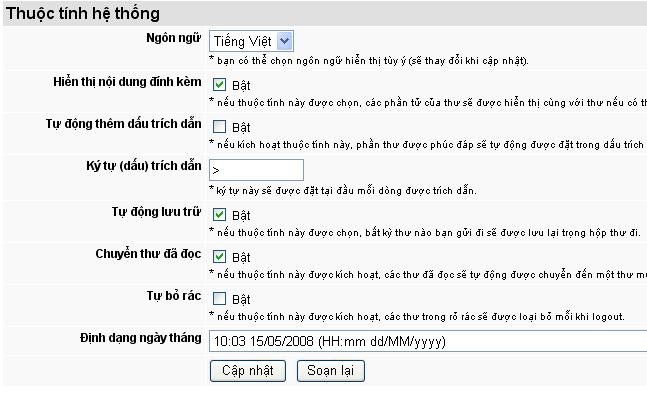 Thuộc tính hệ thống
Ngôn ngữ Tiếng Việt
* bạn có thể chọn ngôn ngữ hiển thị tùy ý (sẽ thay đổi khi cập nhật).
Hiển thị nội dung đính kèm Bật
* nếu thuộc tính này được chọn, các phần tử của thư sẽ được hiển thị cùng với thư nếu có th
Tự động thêm dấu trích dẫn Bật
* nếu kích hoạt thuộc tính này, phần thư được phúc đáp sẽ tự động được đặt trong dấu trích
Ký tự (dấu) trích dẫn >
* ký tự này sẽ được đặt tại đầu mỗi dòng được trích dẫn.
Tự động lưu trữ Bật
* nếu thuộc tính này được chọn, bất kỳ thư nào bạn gửi đi sẽ được lưu lại trọng hộp thư đi.
Chuyển thư đã đọc Bật
* nếu thuộc tính này được kích hoạt, các thư đã đọc sẽ tự động được chuyển đến một thư mụ
Tự bỏ rác Bật
* nếu thuộc tính này được kích hoạt, các thư trong rỏ rác sẽ được loại bỏ mỗi khi logout.
Định dạng ngày tháng 10:03 15/05/2008 (HH:mm dd/MM/yyyy)
Cập nhật Soạn lại